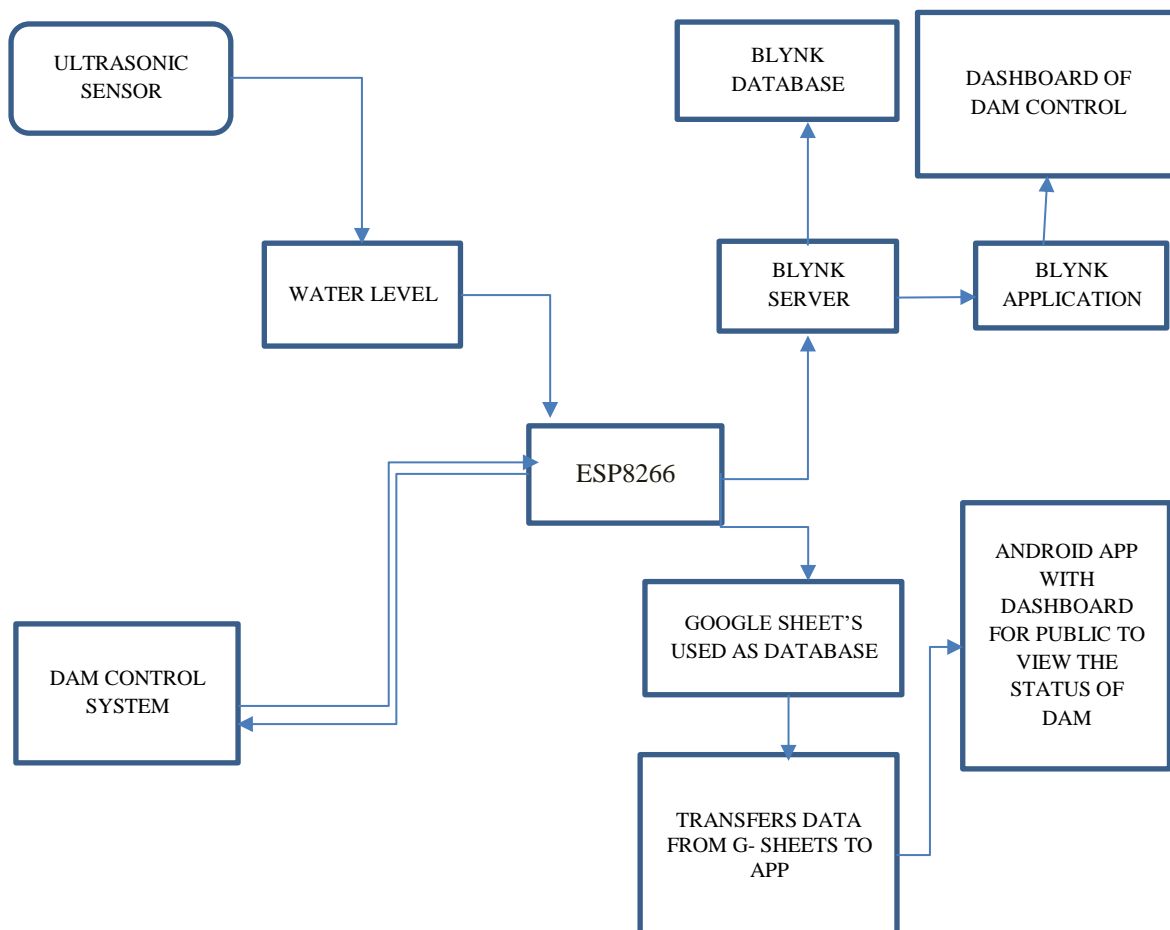 ULTRASONIC
SENSOR
BLYNK
DATABASE
DASHBOARD OF
DAM CONTROL
WATER LEVEL
BLYNK
SERVER
BLYNK
APPLICATION
ESP8266
DAM CONTROL
SYSTEM
GOOGLE SHEET’S
USED AS DATABASE
ANDROID APP
WITH
DASHBOARD
FOR PUBLIC TO
VIEW THE
STATUS OF
DAM
TRANSFERS DATA
FROM G- SHEETS TO
APP